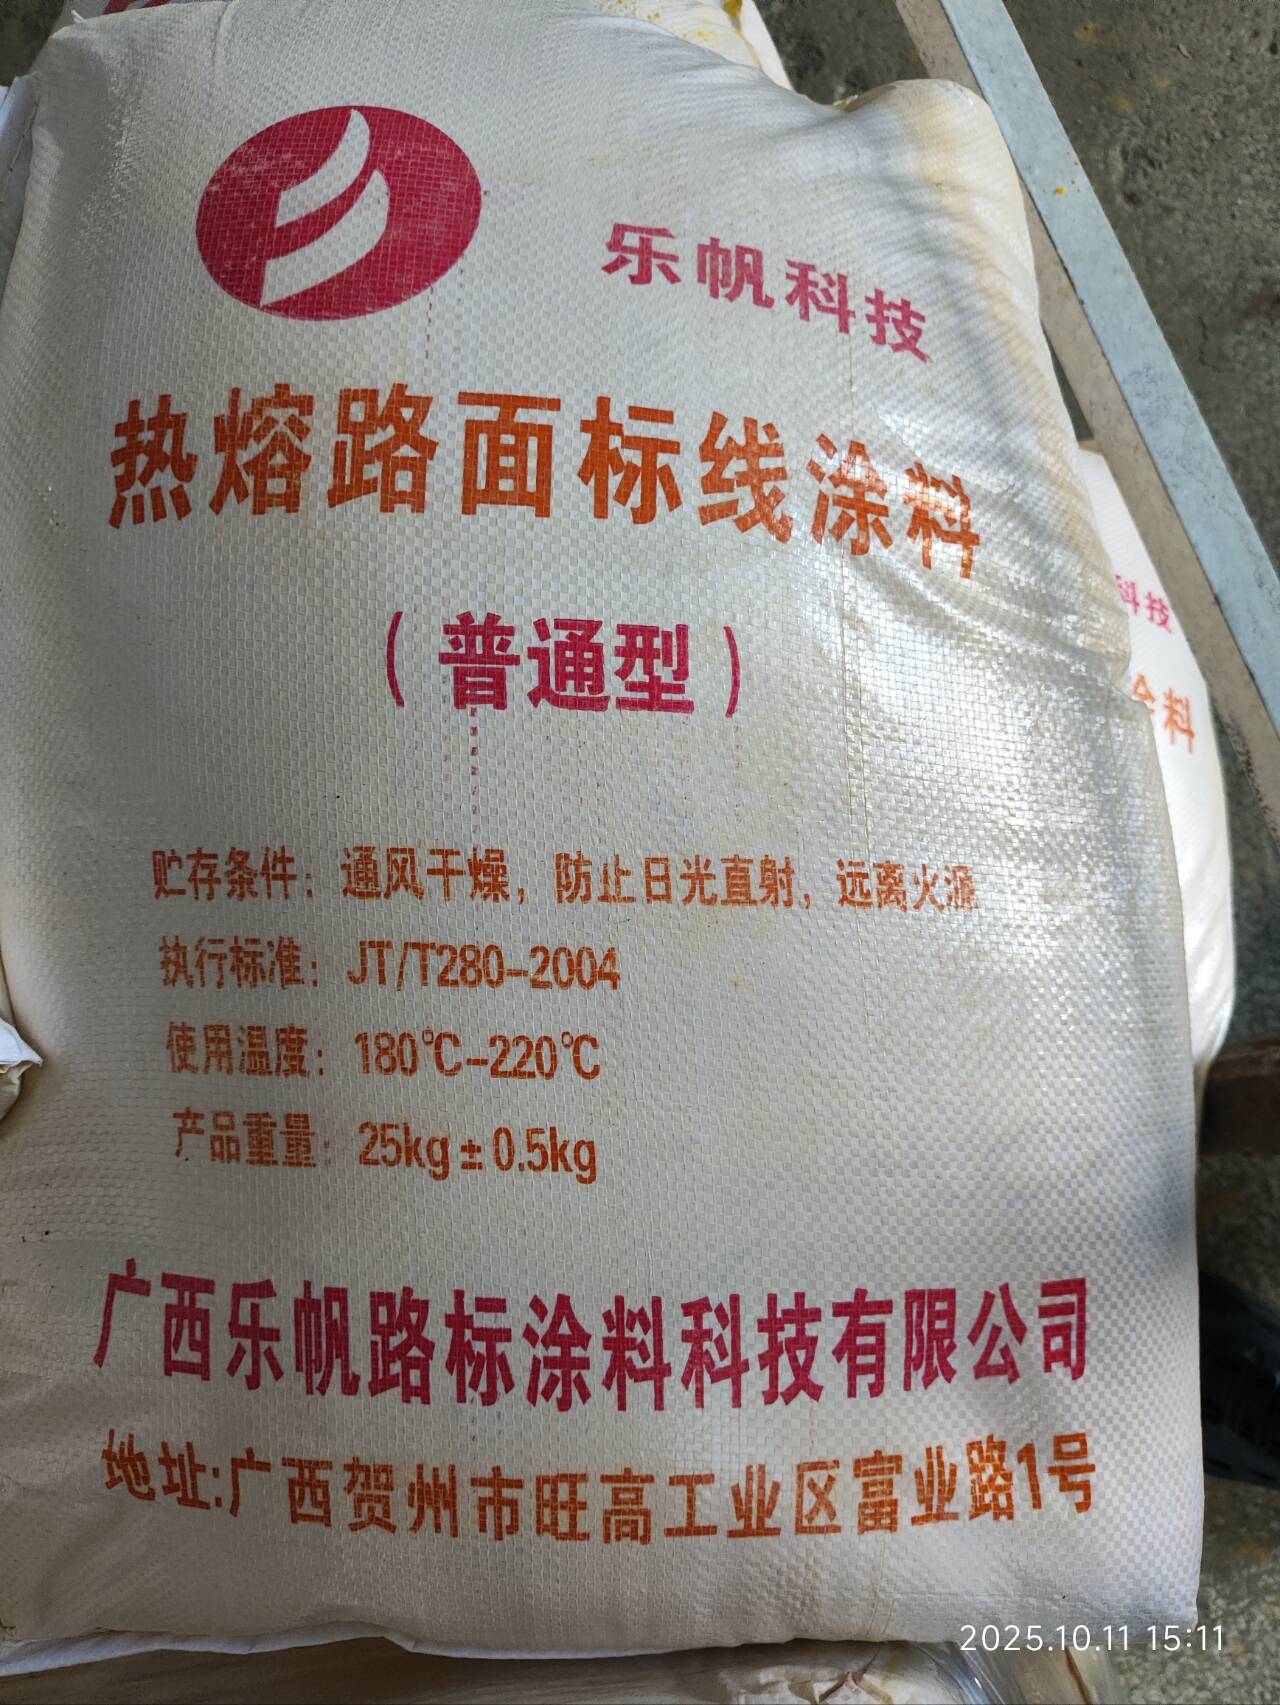 乐帆科技
热熔路面标线涂料
（普通型）
贮存条件：通风干燥，防止日光直射，远离火源
执行标准：JT/T280-2004
使用温度：180℃-220℃
产品重量：25kg±0.5kg
广西乐帆路标涂料科技有限公司
地址:广西贺州市旺高工业区富业路1号
科技
料
2025.10.11 15:11